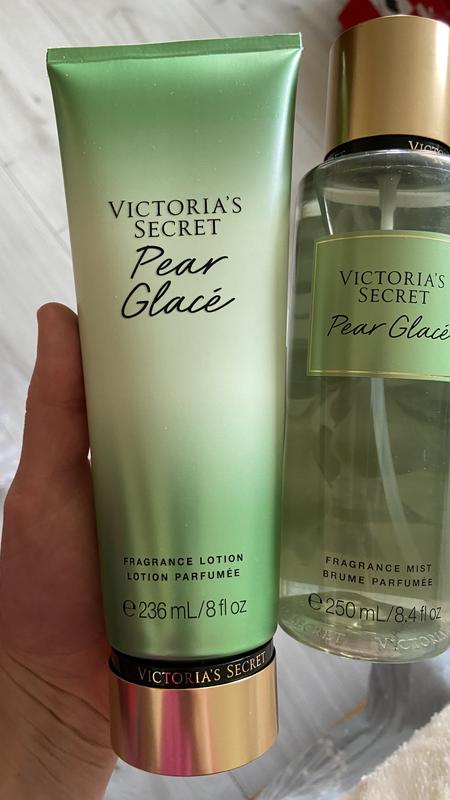 VICTORIA'S
SECRET
Pear
Glacé
FRAGRANCE LOTION
LOTION PARFUMÉE
e 236 mL/8 fl oz
VICTORIA'S SECRET
VICTORIA'S
SECRET
Pear Glacé
FRAGRANCE MIST
BRUME PARFUMÉE
e 250 mL/8.4 fl oz